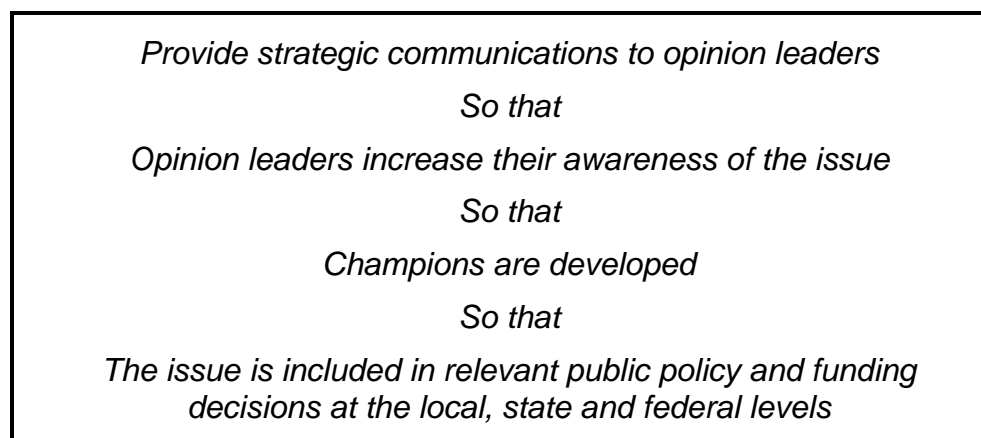 Provide strategic communications to opinion leaders
So that
Opinion leaders increase their awareness of the issue
So that
Champions are developed
So that
The issue is included in relevant public policy and funding
decisions at the local, state and federal levels